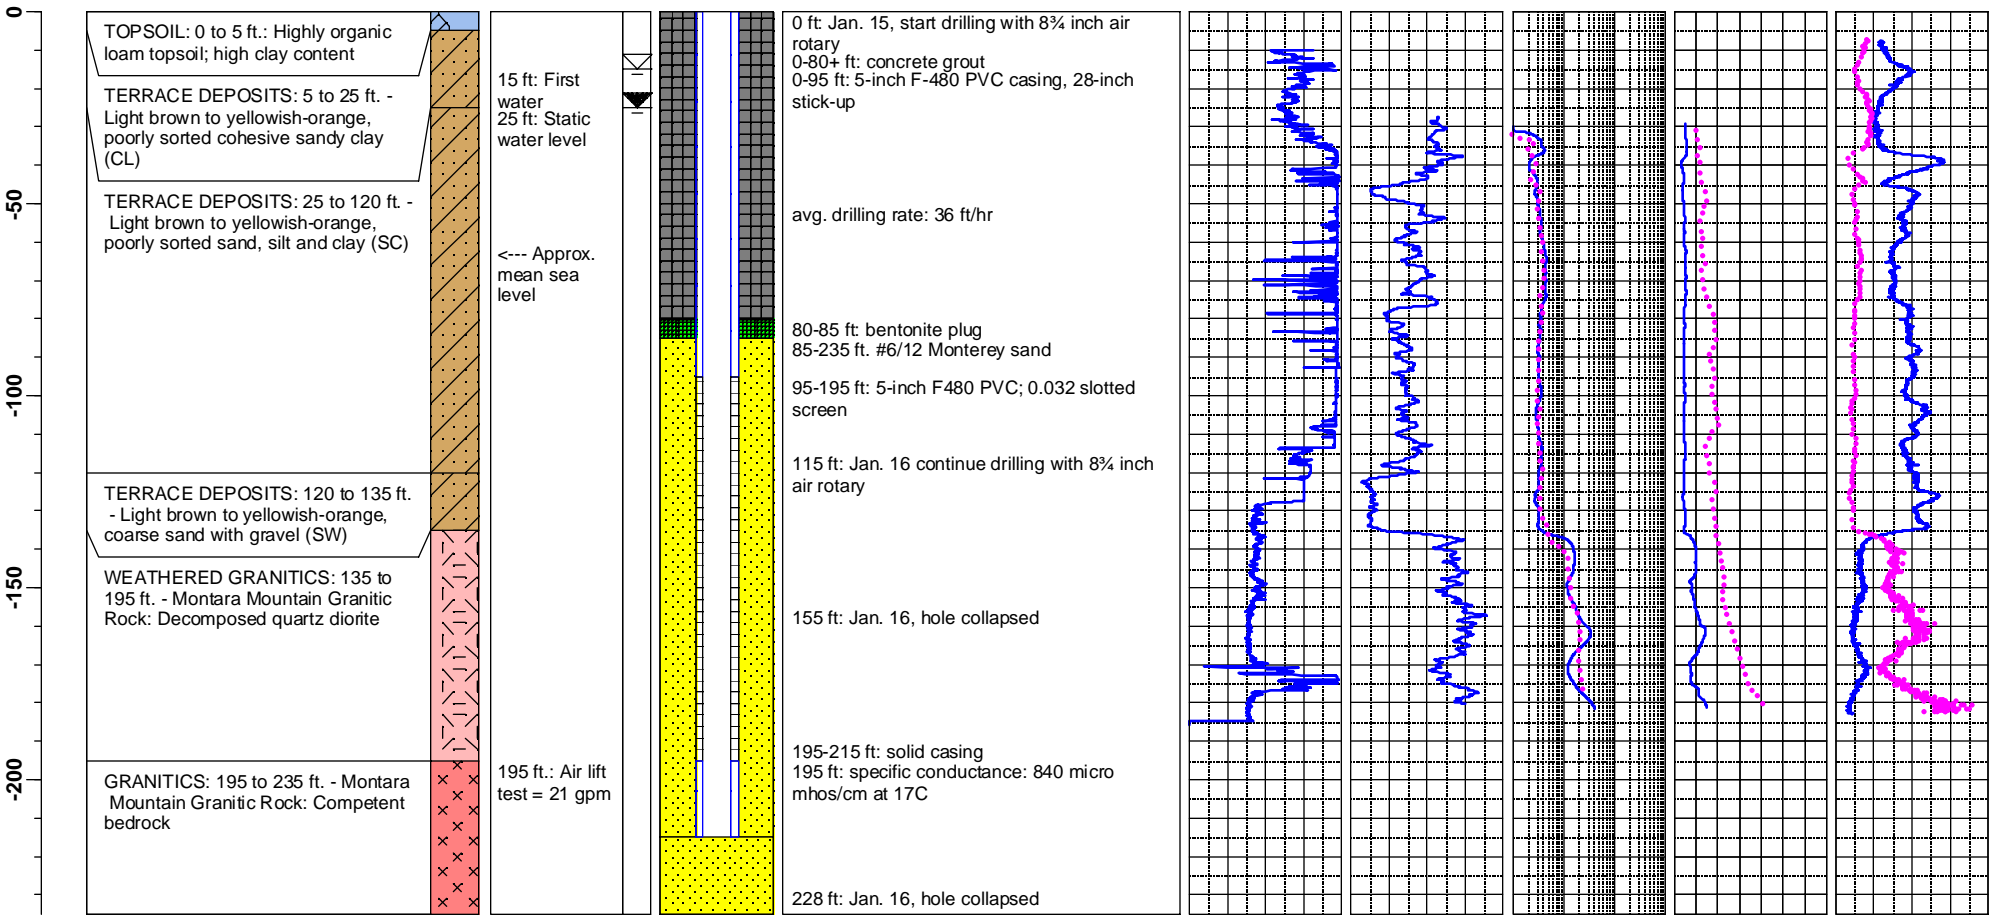 0
-50
-100
-150
-200
TOPSOIL: 0 to 5 ft.: Highly organic
loam topsoil; high clay content
TERRACE DEPOSITS: 5 to 25 ft. -
Light brown to yellowish-orange,
poorly sorted cohesive sandy clay
(CL)
TERRACE DEPOSITS: 25 to 120 ft. -
Light brown to yellowish-orange,
poorly sorted sand, silt and clay (SC)
TERRACE DEPOSITS: 120 to 135 ft.
- Light brown to yellowish-orange,
coarse sand with gravel (SW)
WEATHERED GRANITICS: 135 to
195 ft. - Montara Mountain Granitic
Rock: Decomposed quartz diorite
GRANITICS: 195 to 235 ft. - Montara
Mountain Granitic Rock: Competent
bedrock
15 ft: First
water
25 ft: Static
water level
<--- Approx.
mean sea
level
195 ft.: Air lift
test = 21 gpm
0 ft: Jan. 15, start drilling with 8¾ inch air
rotary
0-80+ ft: concrete grout
0-95 ft: 5-inch F-480 PVC casing, 28-inch
stick-up
avg. drilling rate: 36 ft/hr
80-85 ft: bentonite plug
85-235 ft. #6/12 Monterey sand
95-195 ft: 5-inch F480 PVC; 0.032 slotted
screen
115 ft: Jan. 16 continue drilling with 8¾ inch
air rotary
155 ft: Jan. 16, hole collapsed
195-215 ft: solid casing
195 ft: specific conductance: 840 micro
mhos/cm at 17C
228 ft: Jan. 16, hole collapsed